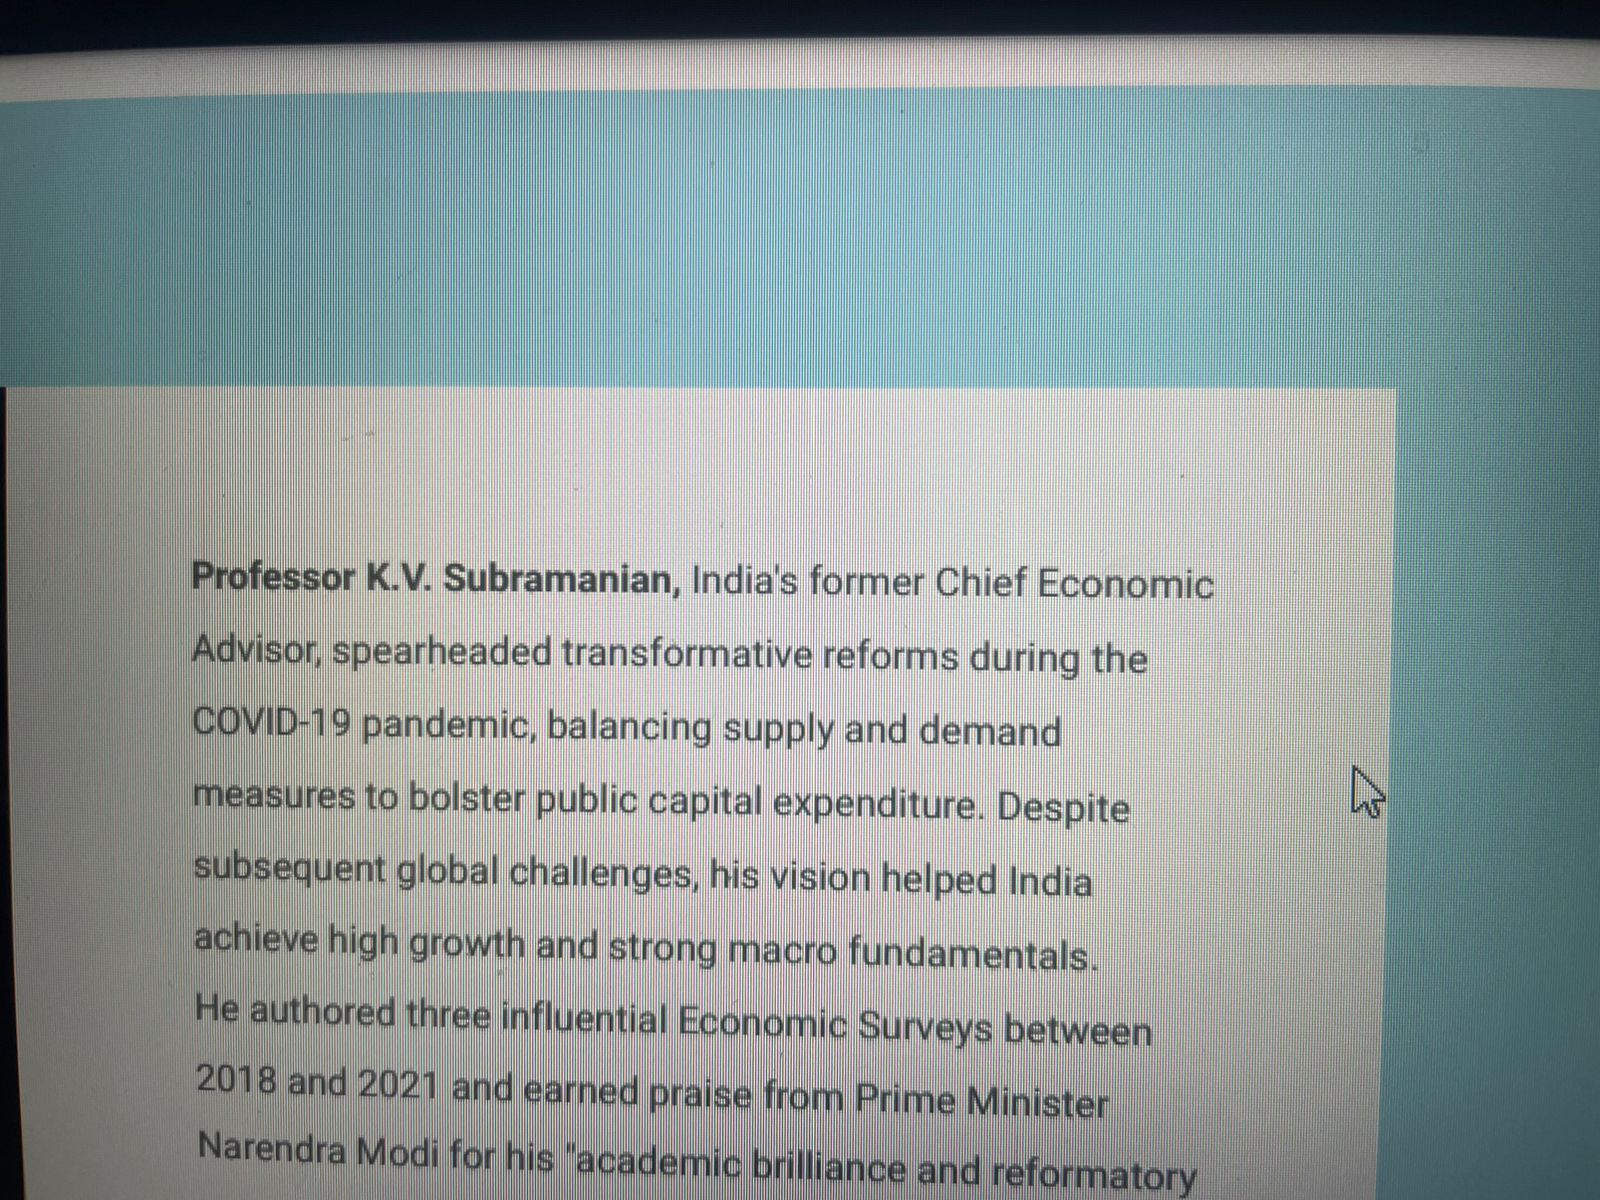 Professor K.V. Subramanian, India's former Chief Economic
Advisor, spearheaded transformative reforms during the
COVID-19 pandemic, balancing supply and demand
measures to bolster public capital expenditure. Despite
subsequent global challenges, his vision helped India
achieve high growth and strong macro fundamentals.
He authored three influential Economic Surveys between
2018 and 2021 and earned praise from Prime Minister
Narendra Modi for his "academic brilliance and reformatory